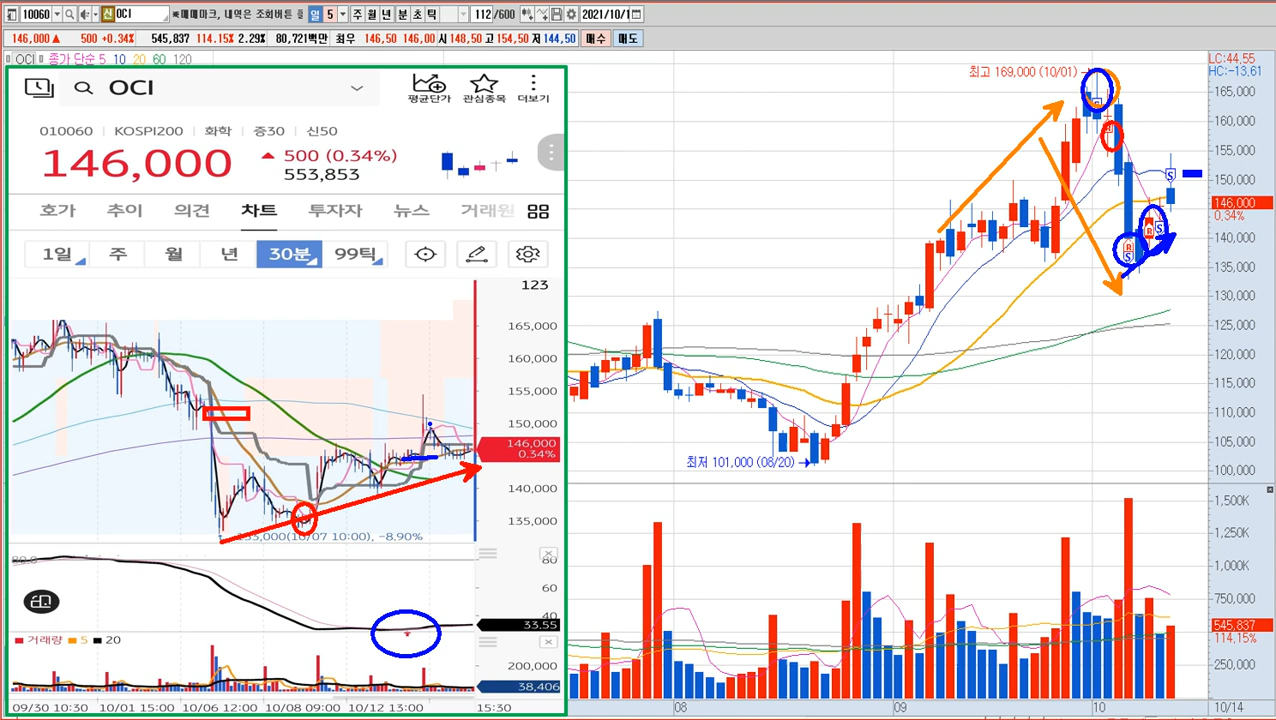 10060 신 OCI ※매매마크, 내역은 조회버튼 일 5 주 월 년 분 초 틱 112 /600 2021/10/1
146,000 ▲ 500 +0.34% 545,837 114.15% 2.29% 80,721백만 최우 146,50 146,00 시 148,50 고 154,50 저 144,50 매수 매도
OCI 종가 단순 5 10 20 60 120
OCI
평균단가 관심종목 더보기
010060 KOSPI200 화학 증30 신50
146,000 ▲ 500 (0.34%)
553,853
호가 추이 의견 차트 투자자 뉴스 거래원
1일 주 월 년 30분 99틱
123
165,000
160,000
155,000
150,000
146,000
0.34%
140,000
135,000
133,000(10/07 10:00), -8.90%
80.0
80
60
40
33,55
거래량 5 20
200,000
38,406
09/30 10:30 10/01 15:00 10/06 12:00 10/08 09:00 10/12 13:00 15:30
최고 169,000 (10/01)
최저 101,000 (08/20)
S
R
S
R
S
R
S
LC:44.55
HC:-13.61
165,000
160,000
155,000
150,000
146,000
0.34%
140,000
135,000
130,000
125,000
120,000
115,000
110,000
105,000
100,000
1,500K
1,250K
1,000K
750,000
545,837
114.15%
250,000
08 09 10 10/14